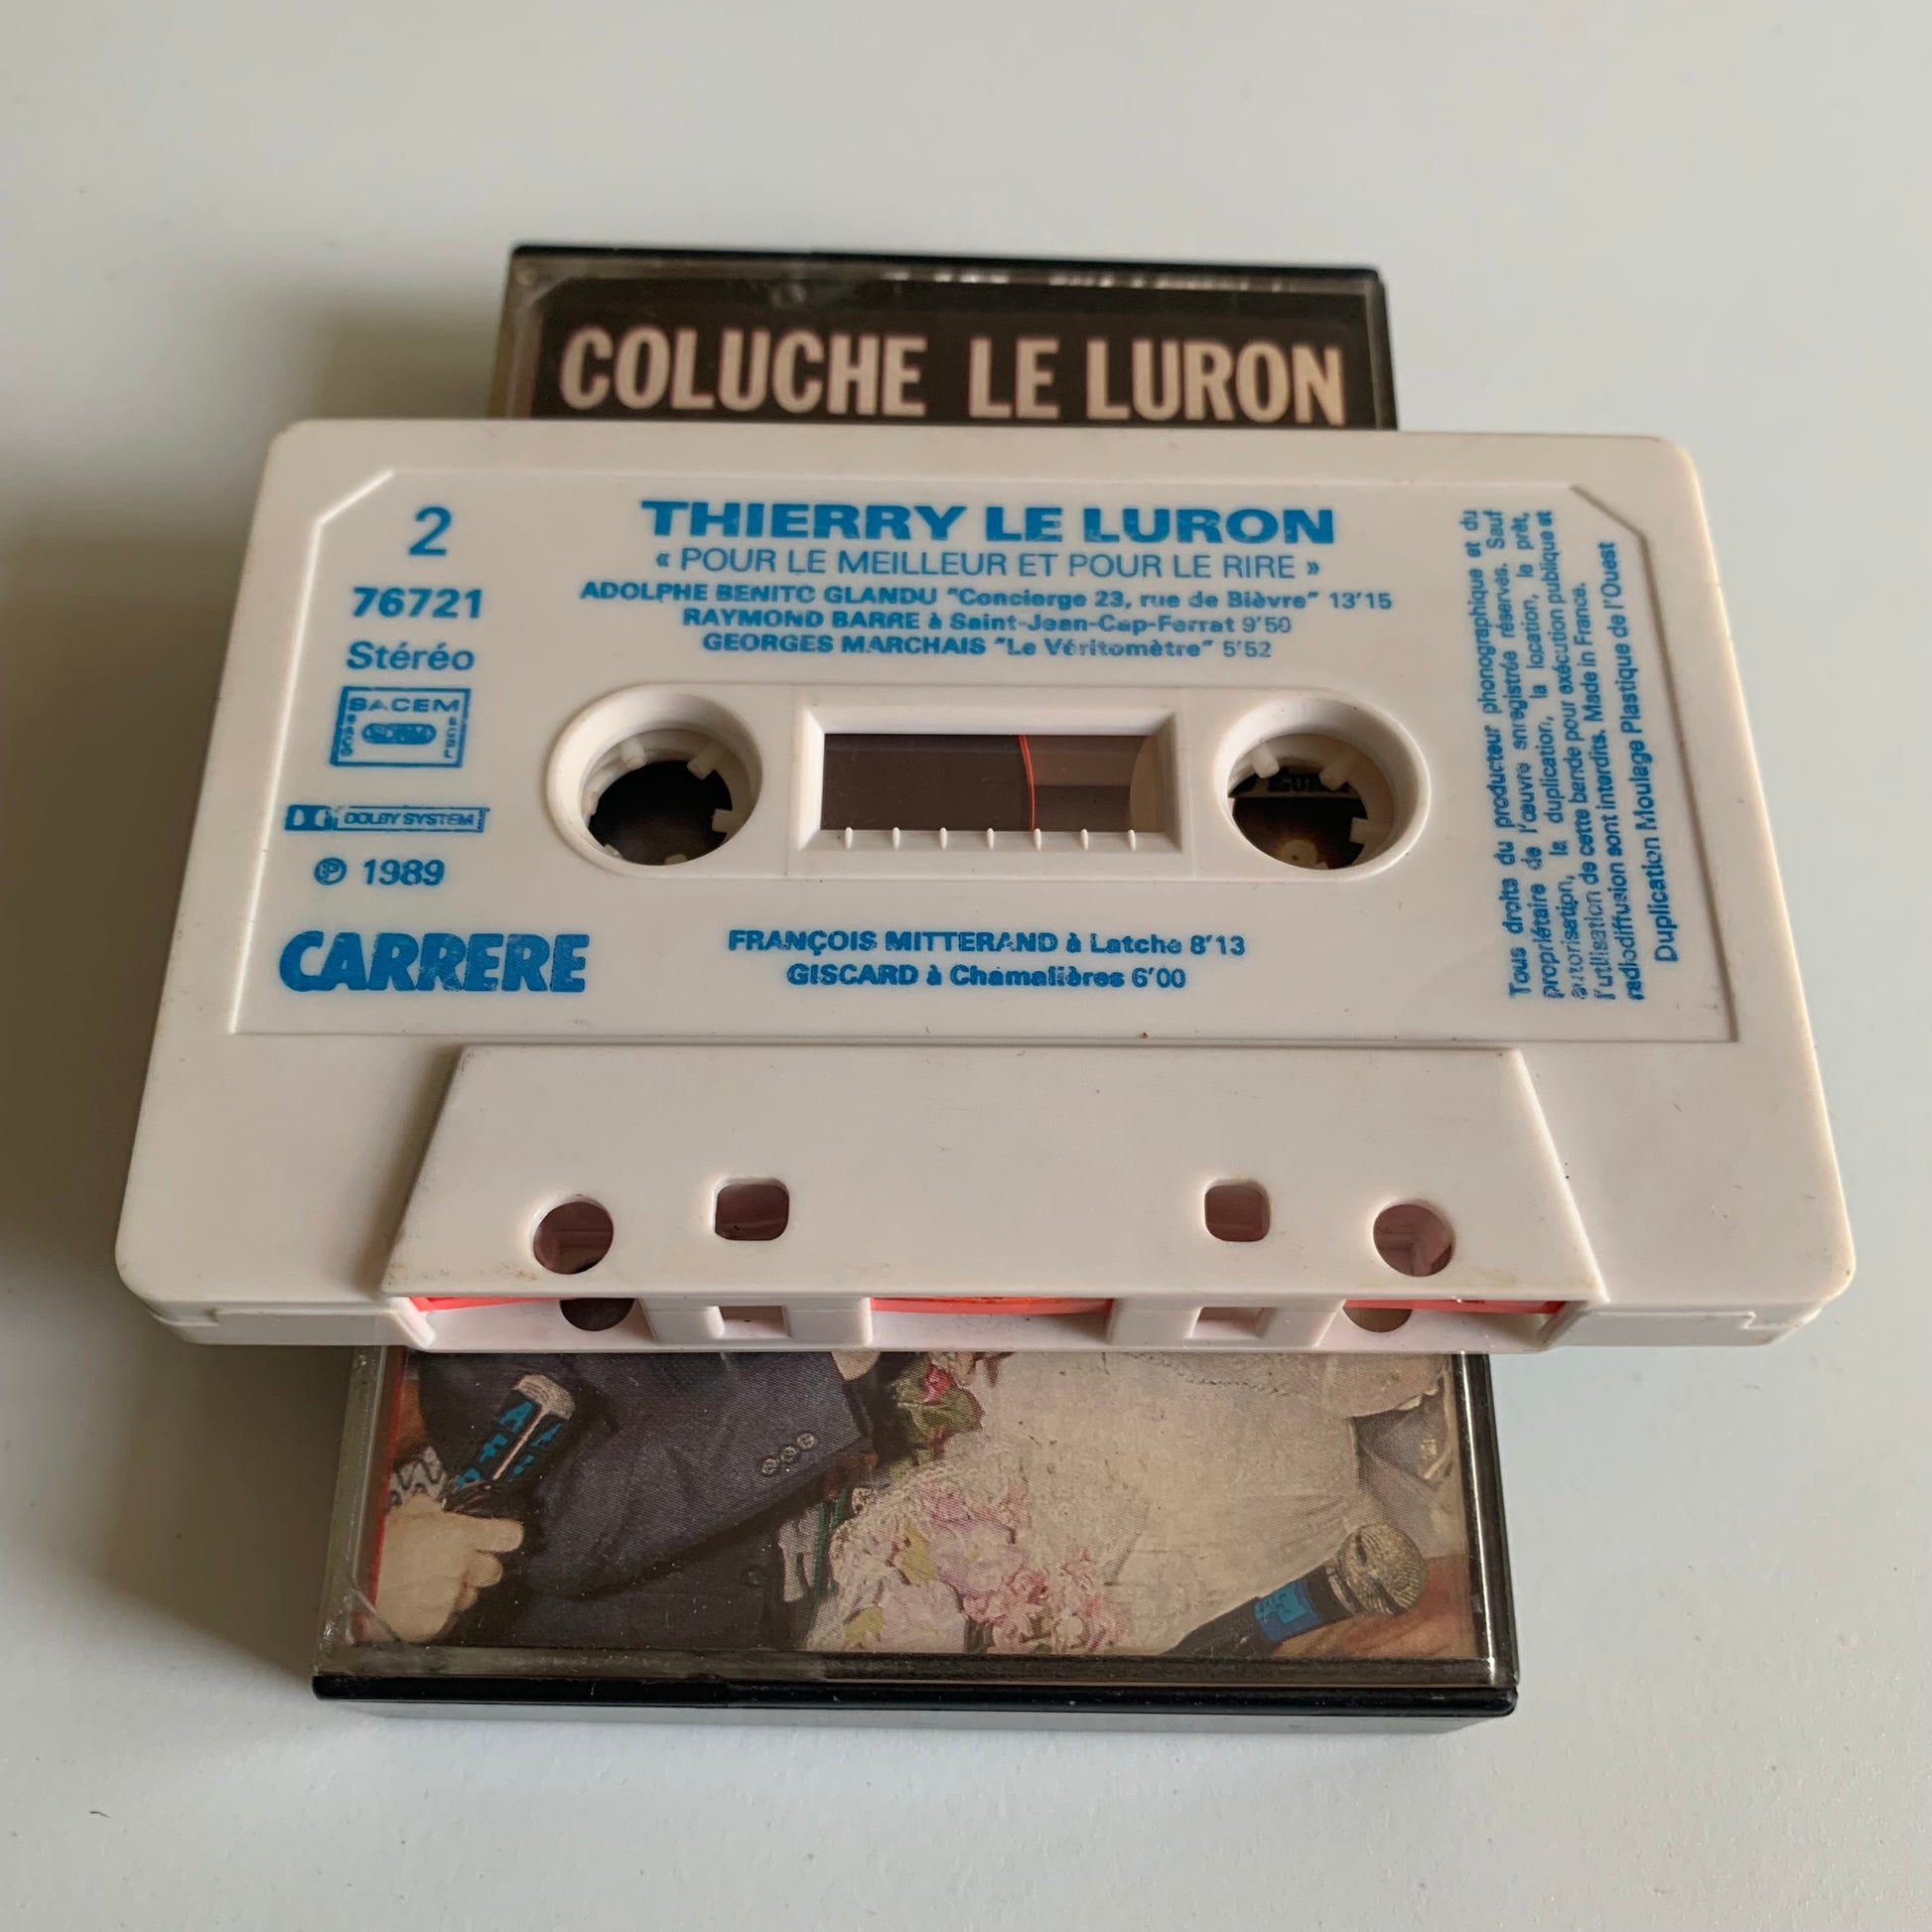 COLUCHE LE LURON
2
76721
Stéréo
SACEM
DOLBY SYSTEM
℗ 1989
CARRERE
THIERRY LE LURON
« POUR LE MEILLEUR ET POUR LE RIRE »
ADOLPHE BENITO GLANDU "Concierge 23, rue de Bièvre" 13'15
RAYMOND BARRE à Saint-Jean-Cap-Ferrat 9'50
GEORGES MARCHAIS "Le Véritomètre" 5'52
FRANÇOIS MITTERAND à Latche 8'13
GISCARD à Chamalières 6'00
Tous droits du producteur phonographique et du
propriétaire de l'œuvre enregistrée réservés. Sauf
autorisation, la duplication, la location, le prêt,
l'utilisation de cette bande pour exécution publique et
radiodiffusion sont interdits. Made in France.
Duplication Moulage Plastique de l'Ouest